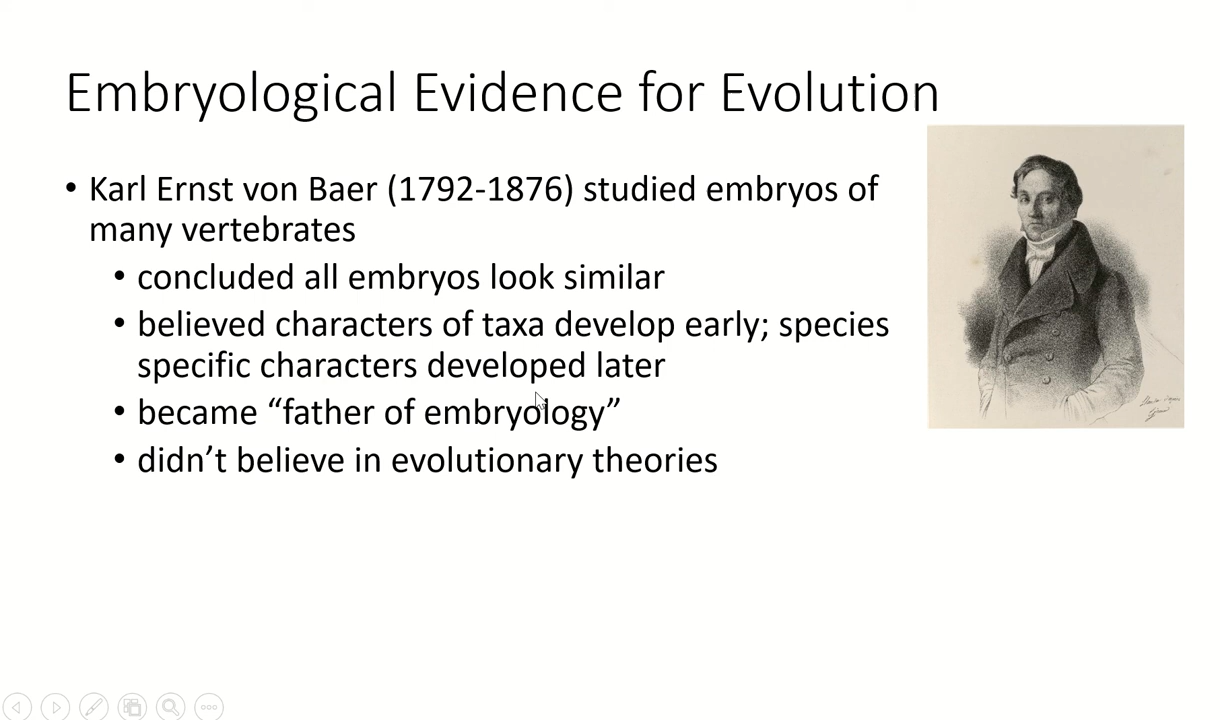 Embryological Evidence for Evolution
• Karl Ernst von Baer (1792-1876) studied embryos of
many vertebrates
• concluded all embryos look similar
• believed characters of taxa develop early; species
specific characters developed later
• became “father of embryology”
• didn’t believe in evolutionary theories